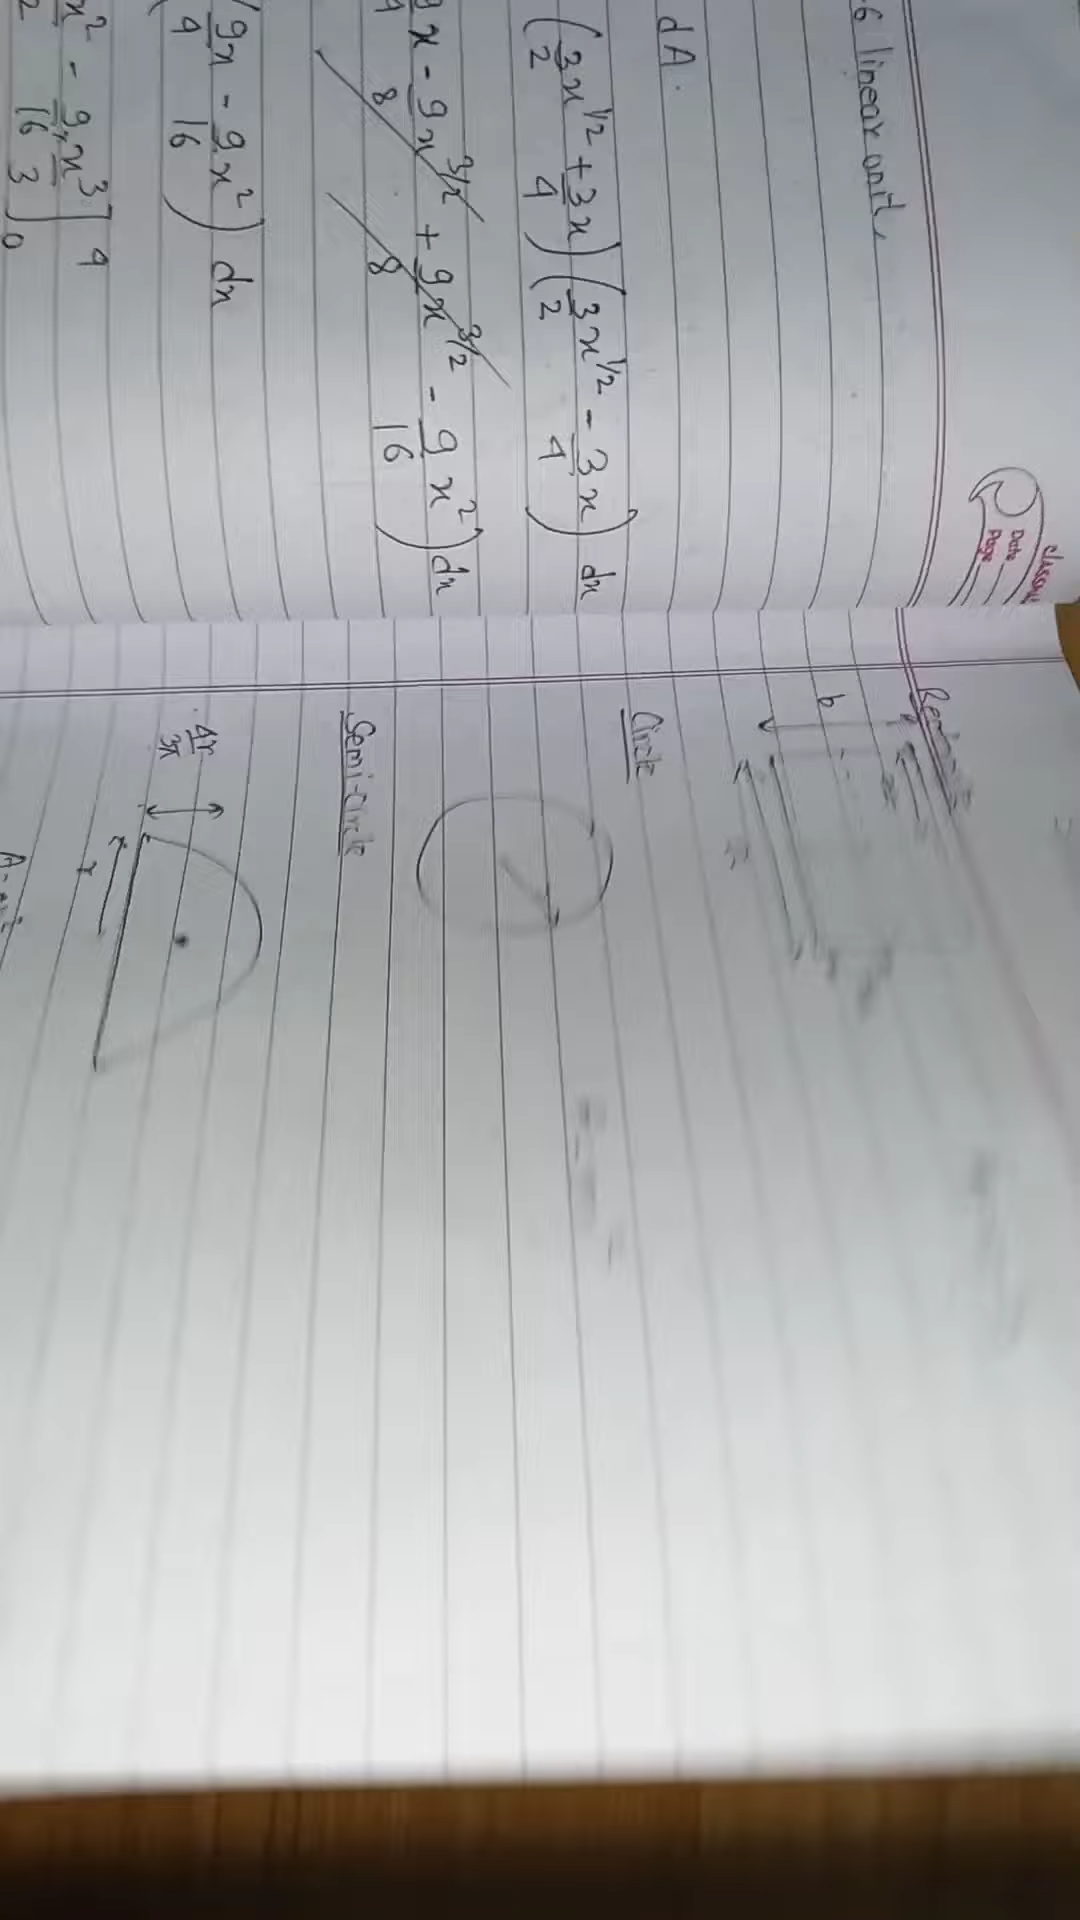 Date
Page
6 linear unit
dA.
(3/2 x^1/2 + 3/4 x) (3/2 x^1/2 - 3/4 x) dx
9/4 x - 9/8 x^3/2 + 9/8 x^3/2 - 9/16 x^2) dx
(9x/4 - 9/16 x^2) dx
x^2/2 - 9/16 x^3/3 ]4 0
b
Circle
Semi-circle
4r/3π
r